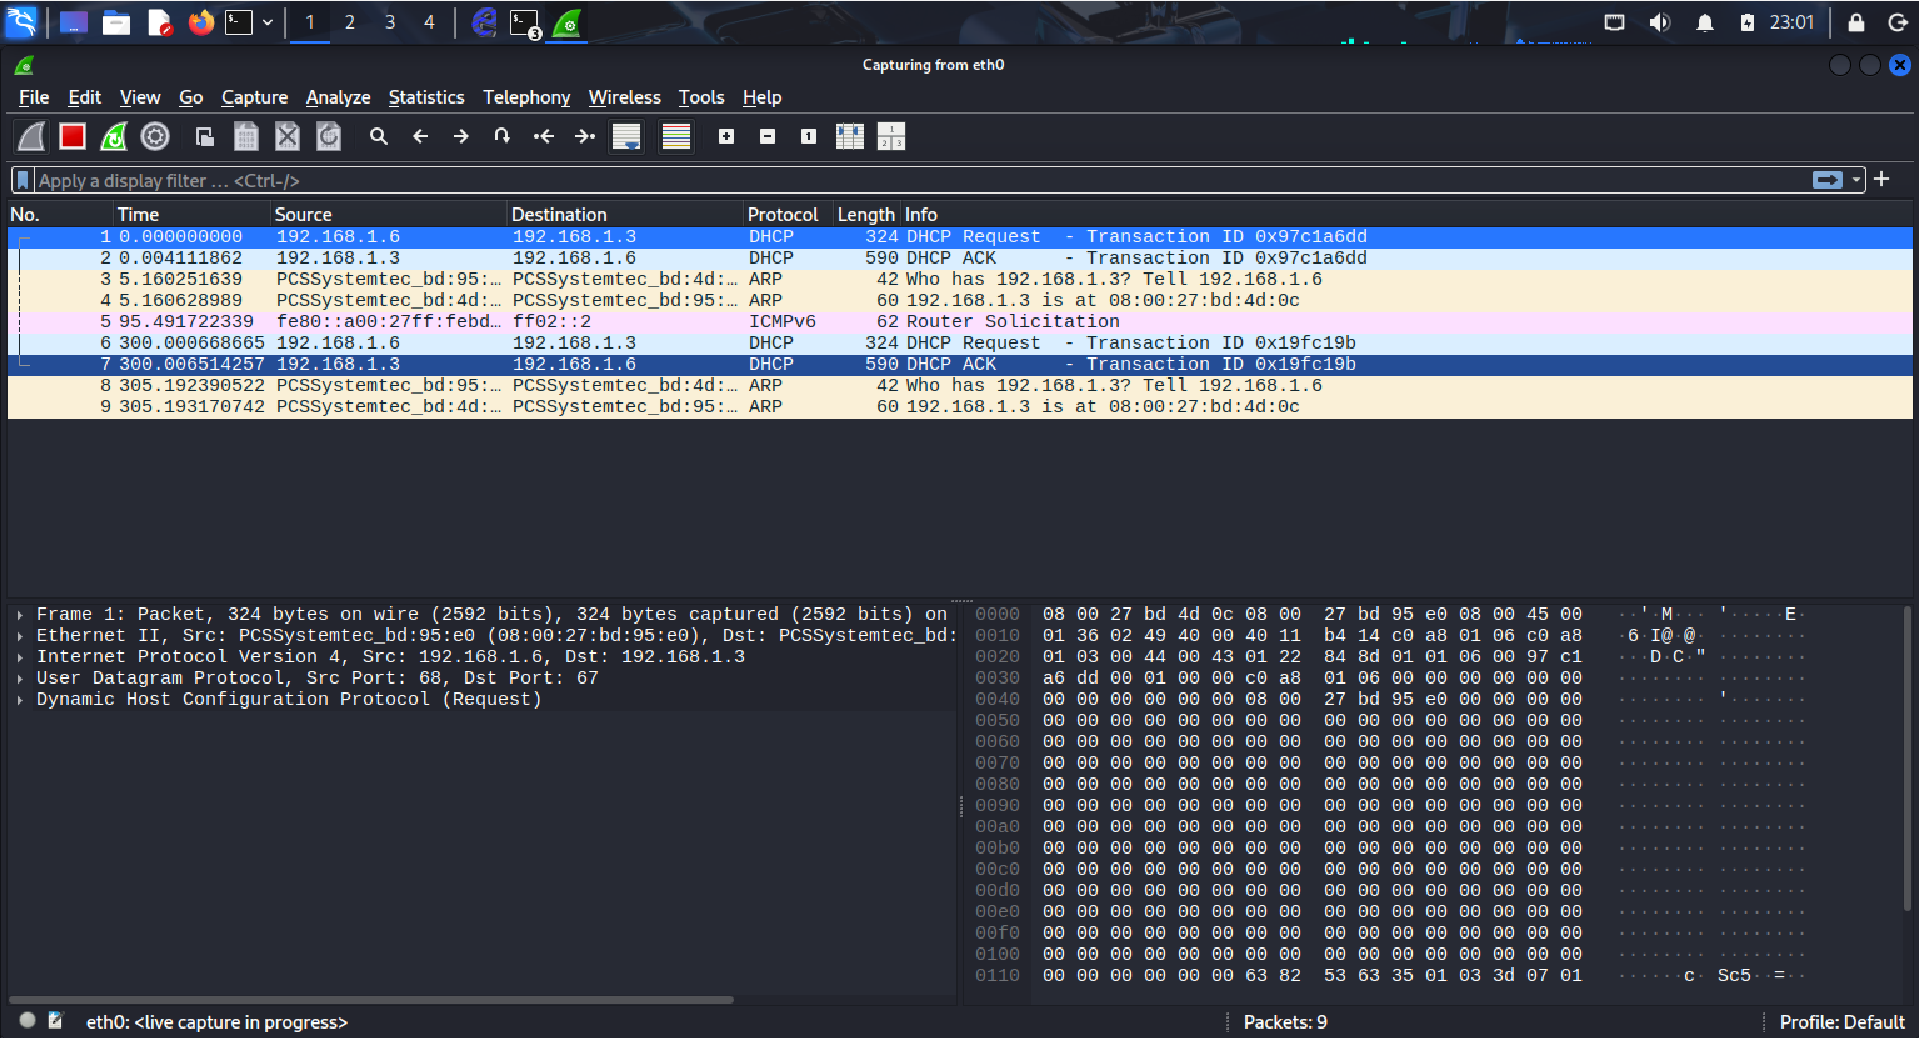 1 2 3 4 3 23:01
Capturing from eth0
File Edit View Go Capture Analyze Statistics Telephony Wireless Tools Help
Apply a display filter … <Ctrl-/>
No. Time Source Destination Protocol Length Info
1 0.000000000 192.168.1.6 192.168.1.3 DHCP 324 DHCP Request - Transaction ID 0x97c1a6dd
2 0.004111862 192.168.1.3 192.168.1.6 DHCP 590 DHCP ACK - Transaction ID 0x97c1a6dd
3 5.160251639 PCSSystemtec_bd:95:… PCSSystemtec_bd:4d:… ARP 42 Who has 192.168.1.3? Tell 192.168.1.6
4 5.160628989 PCSSystemtec_bd:4d:… PCSSystemtec_bd:95:… ARP 60 192.168.1.3 is at 08:00:27:bd:4d:0c
5 95.491722339 fe80::a00:27ff:febd… ff02::2 ICMPv6 62 Router Solicitation
6 300.000668665 192.168.1.6 192.168.1.3 DHCP 324 DHCP Request - Transaction ID 0x19fc19b
7 300.006514257 192.168.1.3 192.168.1.6 DHCP 590 DHCP ACK - Transaction ID 0x19fc19b
8 305.192390522 PCSSystemtec_bd:95:… PCSSystemtec_bd:4d:… ARP 42 Who has 192.168.1.3? Tell 192.168.1.6
9 305.193170742 PCSSystemtec_bd:4d:… PCSSystemtec_bd:95:… ARP 60 192.168.1.3 is at 08:00:27:bd:4d:0c
Frame 1: Packet, 324 bytes on wire (2592 bits), 324 bytes captured (2592 bits) on
Ethernet II, Src: PCSSystemtec_bd:95:e0 (08:00:27:bd:95:e0), Dst: PCSSystemtec_bd:
Internet Protocol Version 4, Src: 192.168.1.6, Dst: 192.168.1.3
User Datagram Protocol, Src Port: 68, Dst Port: 67
Dynamic Host Configuration Protocol (Request)
0000 08 00 27 bd 4d 0c 08 00 27 bd 95 e0 08 00 45 00 ··'·M··· '·····E·
0010 01 36 02 49 40 00 40 11 b4 14 c0 a8 01 06 c0 a8 ·6·I@·@· ········
0020 01 03 00 44 00 43 01 22 84 8d 01 01 06 00 97 c1 ···D·C·" ········
0030 a6 dd 00 01 00 00 c0 a8 01 06 00 00 00 00 00 00 ········ ········
0040 00 00 00 00 00 00 08 00 27 bd 95 e0 00 00 00 00 ········ '·······
0050 00 00 00 00 00 00 00 00 00 00 00 00 00 00 00 00 ········ ········
0060 00 00 00 00 00 00 00 00 00 00 00 00 00 00 00 00 ········ ········
0070 00 00 00 00 00 00 00 00 00 00 00 00 00 00 00 00 ········ ········
0080 00 00 00 00 00 00 00 00 00 00 00 00 00 00 00 00 ········ ········
0090 00 00 00 00 00 00 00 00 00 00 00 00 00 00 00 00 ········ ········
00a0 00 00 00 00 00 00 00 00 00 00 00 00 00 00 00 00 ········ ········
00b0 00 00 00 00 00 00 00 00 00 00 00 00 00 00 00 00 ········ ········
00c0 00 00 00 00 00 00 00 00 00 00 00 00 00 00 00 00 ········ ········
00d0 00 00 00 00 00 00 00 00 00 00 00 00 00 00 00 00 ········ ········
00e0 00 00 00 00 00 00 00 00 00 00 00 00 00 00 00 00 ········ ········
00f0 00 00 00 00 00 00 00 00 00 00 00 00 00 00 00 00 ········ ········
0100 00 00 00 00 00 00 00 00 00 00 00 00 00 00 00 00 ········ ········
0110 00 00 00 00 00 00 63 82 53 63 35 01 03 3d 07 01 ······c· Sc5··=··
eth0: <live capture in progress> Packets: 9 Profile: Default